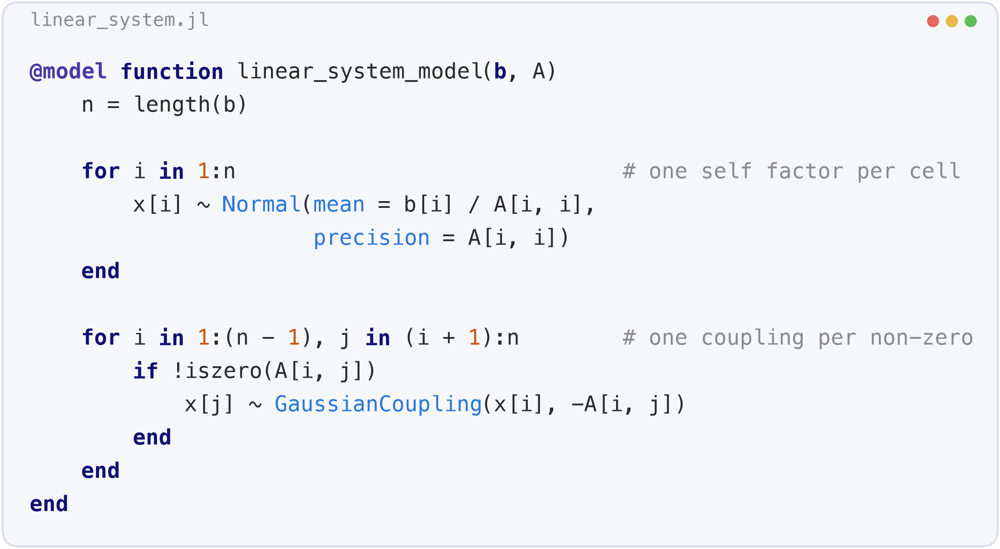 linear_system.jl
@model function linear_system_model(b, A)
    n = length(b)

    for i in 1:n                              # one self factor per cell
        x[i] ~ Normal(mean = b[i] / A[i, i],
                      precision = A[i, i])
    end

    for i in 1:(n − 1), j in (i + 1):n        # one coupling per non−zero
        if !iszero(A[i, j])
            x[j] ~ GaussianCoupling(x[i], −A[i, j])
        end
    end
end